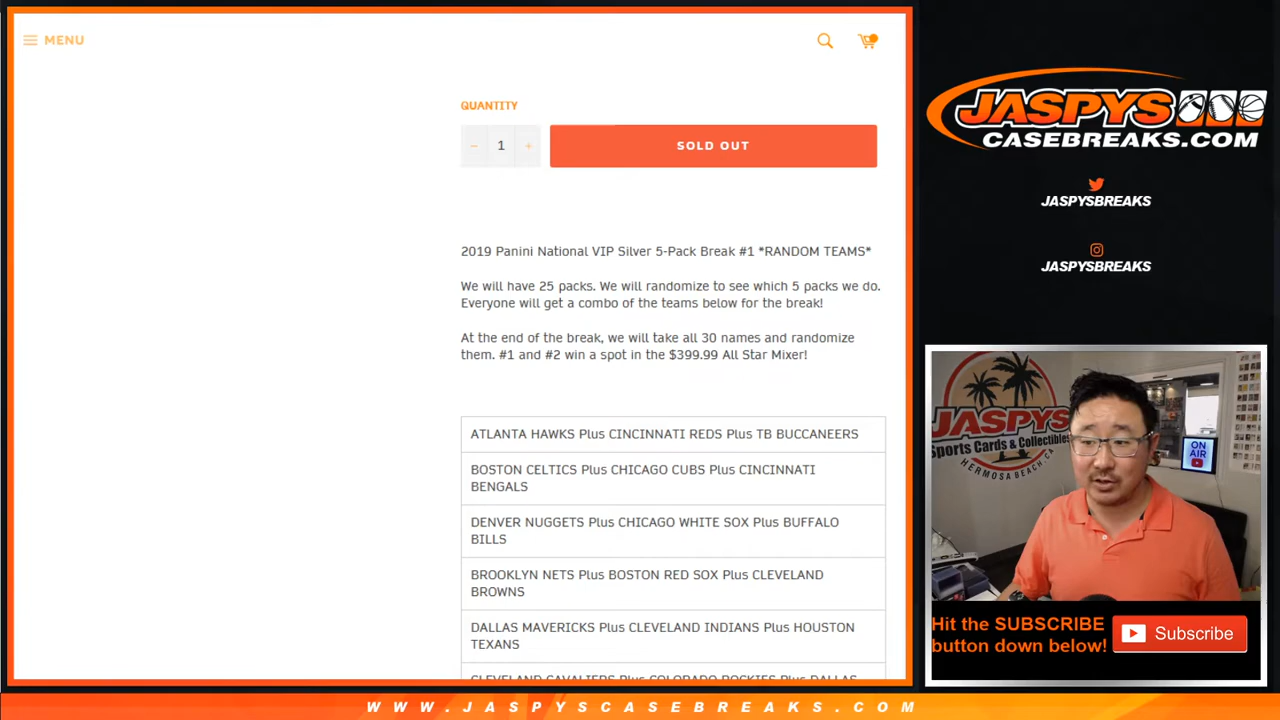 MENU
QUANTITY
− 1 +
SOLD OUT
2019 Panini National VIP Silver 5-Pack Break #1 *RANDOM TEAMS*
We will have 25 packs. We will randomize to see which 5 packs we do.
Everyone will get a combo of the teams below for the break!
At the end of the break, we will take all 30 names and randomize
them. #1 and #2 win a spot in the $399.99 All Star Mixer!
ATLANTA HAWKS Plus CINCINNATI REDS Plus TB BUCCANEERS
BOSTON CELTICS Plus CHICAGO CUBS Plus CINCINNATI
BENGALS
DENVER NUGGETS Plus CHICAGO WHITE SOX Plus BUFFALO
BILLS
BROOKLYN NETS Plus BOSTON RED SOX Plus CLEVELAND
BROWNS
DALLAS MAVERICKS Plus CLEVELAND INDIANS Plus HOUSTON
TEXANS
CLEVELAND CAVALIERS Plus COLORADO ROCKIES Plus DALLAS
JASPYS
CASEBREAKS.COM
JASPYSBREAKS
JASPYSBREAKS
JASPYS
Sports Cards & Collectibles
HERMOSA BEACH CA
ON
AIR
Hit the SUBSCRIBE
button down below!
Subscribe
WWW.JASPYSCASEBREAKS.COM